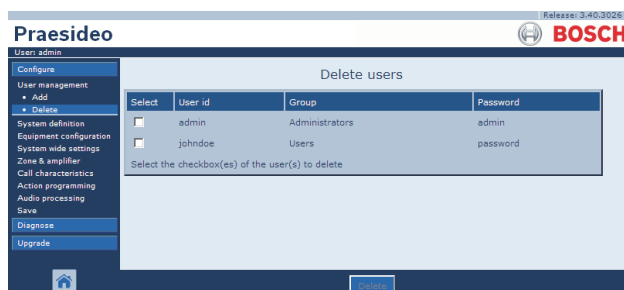 Release: 3.40.3026
Praesideo
BOSCH
User: admin
Configure
User management
• Add
• Delete
System definition
Equipment configuration
System wide settings
Zone & amplifier
Call characteristics
Action programming
Audio processing
Save
Diagnose
Upgrade
Delete users
Select User id Group Password
admin Administrators admin
johndoe Users password
Select the checkbox(es) of the user(s) to delete
Delete